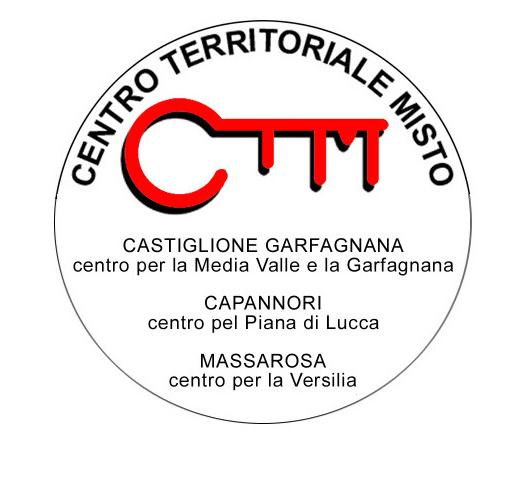 CENTRO TERRITORIALE MISTO
CTM
CASTIGLIONE GARFAGNANA
centro per la Media Valle e la Garfagnana
CAPANNORI
centro pel Piana di Lucca
MASSAROSA
centro per la Versilia